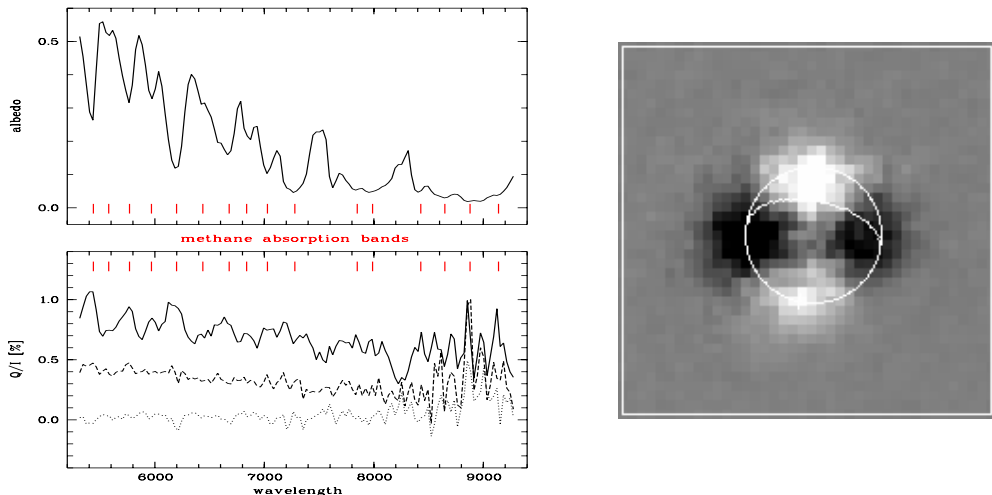 0.5
albedo
0.0
methane absorption bands
1.0
Q/I [%]
0.5
0.0
6000 7000 8000 9000
wavelength